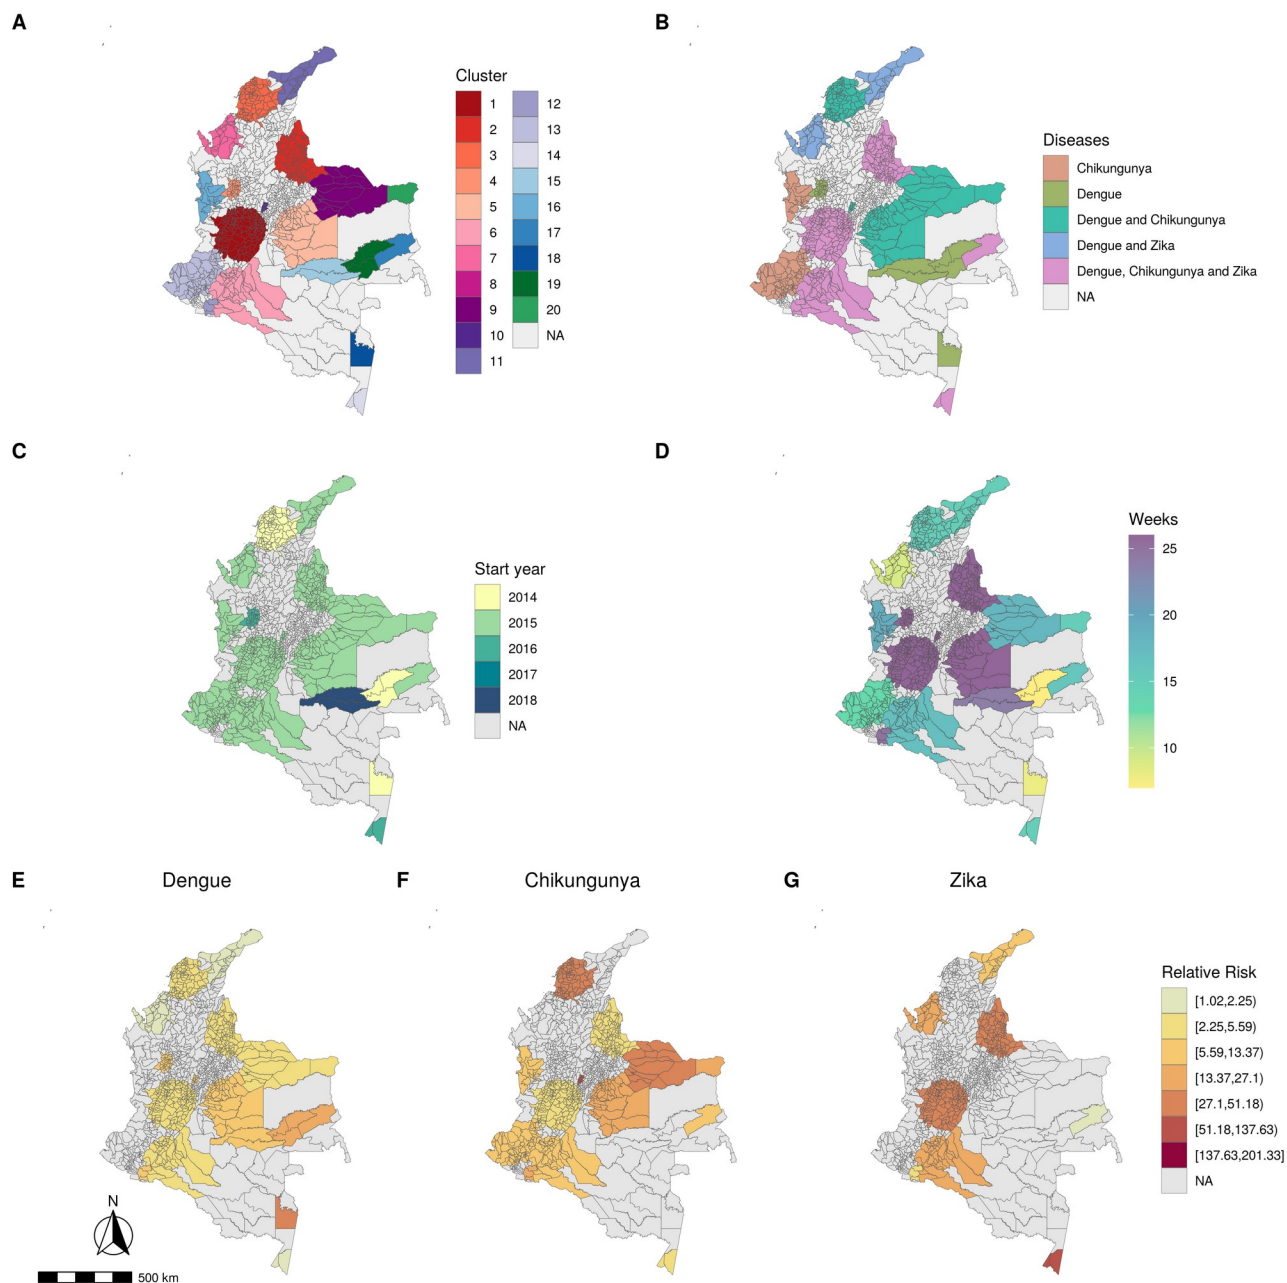 A
B
Cluster
1
2
3
4
5
6
7
8
9
10
11
12
13
14
15
16
17
18
19
20
NA
Diseases
Chikungunya
Dengue
Dengue and Chikungunya
Dengue and Zika
Dengue, Chikungunya and Zika
NA
C
D
Start year
2014
2015
2016
2017
2018
NA
Weeks
25
20
15
10
E Dengue
F Chikungunya
G Zika
Relative Risk
[1.02,2.25)
[2.25,5.59)
[5.59,13.37)
[13.37,27.1)
[27.1,51.18)
[51.18,137.63)
[137.63,201.33]
NA
N
500 km